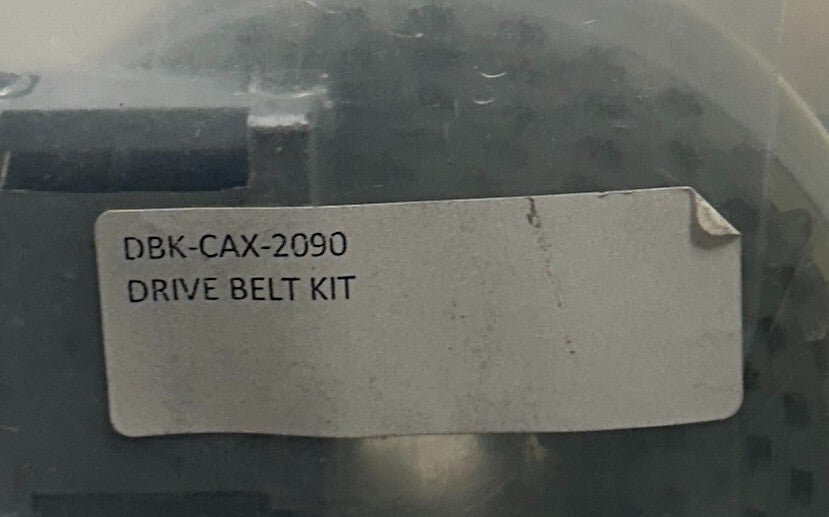 DBK-CAX-2090
DRIVE BELT KIT